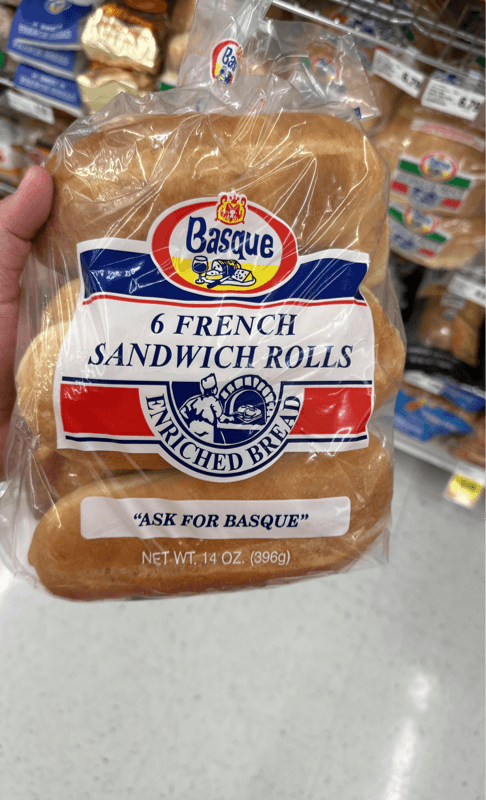 Basque
6 FRENCH
SANDWICH ROLLS
ENRICHED BREAD
"ASK FOR BASQUE"
NET WT. 14 OZ. (396g)